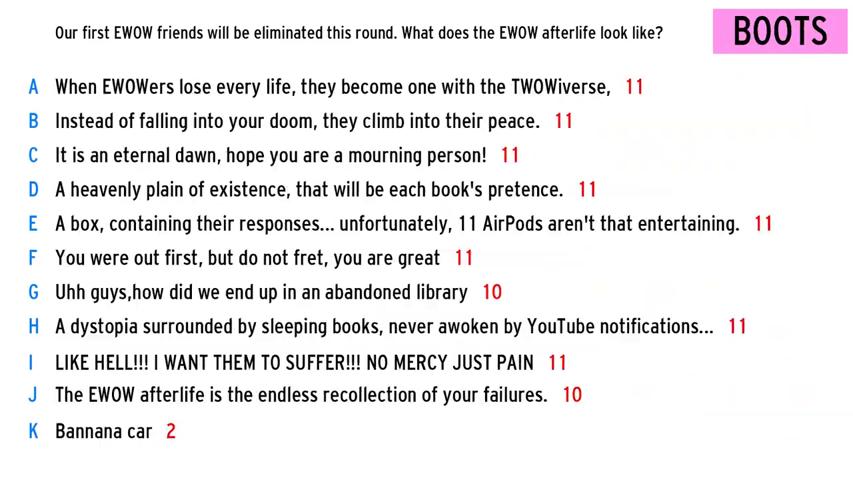 Our first EWOW friends will be eliminated this round. What does the EWOW afterlife look like?
BOOTS
A When EWOWers lose every life, they become one with the TWOWiverse, 11
B Instead of falling into your doom, they climb into their peace. 11
C It is an eternal dawn, hope you are a mourning person! 11
D A heavenly plain of existence, that will be each book's pretence. 11
E A box, containing their responses... unfortunately, 11 AirPods aren't that entertaining. 11
F You were out first, but do not fret, you are great 11
G Uhh guys,how did we end up in an abandoned library 10
H A dystopia surrounded by sleeping books, never awoken by YouTube notifications... 11
I LIKE HELL!!! I WANT THEM TO SUFFER!!! NO MERCY JUST PAIN 11
J The EWOW afterlife is the endless recollection of your failures. 10
K Bannana car 2